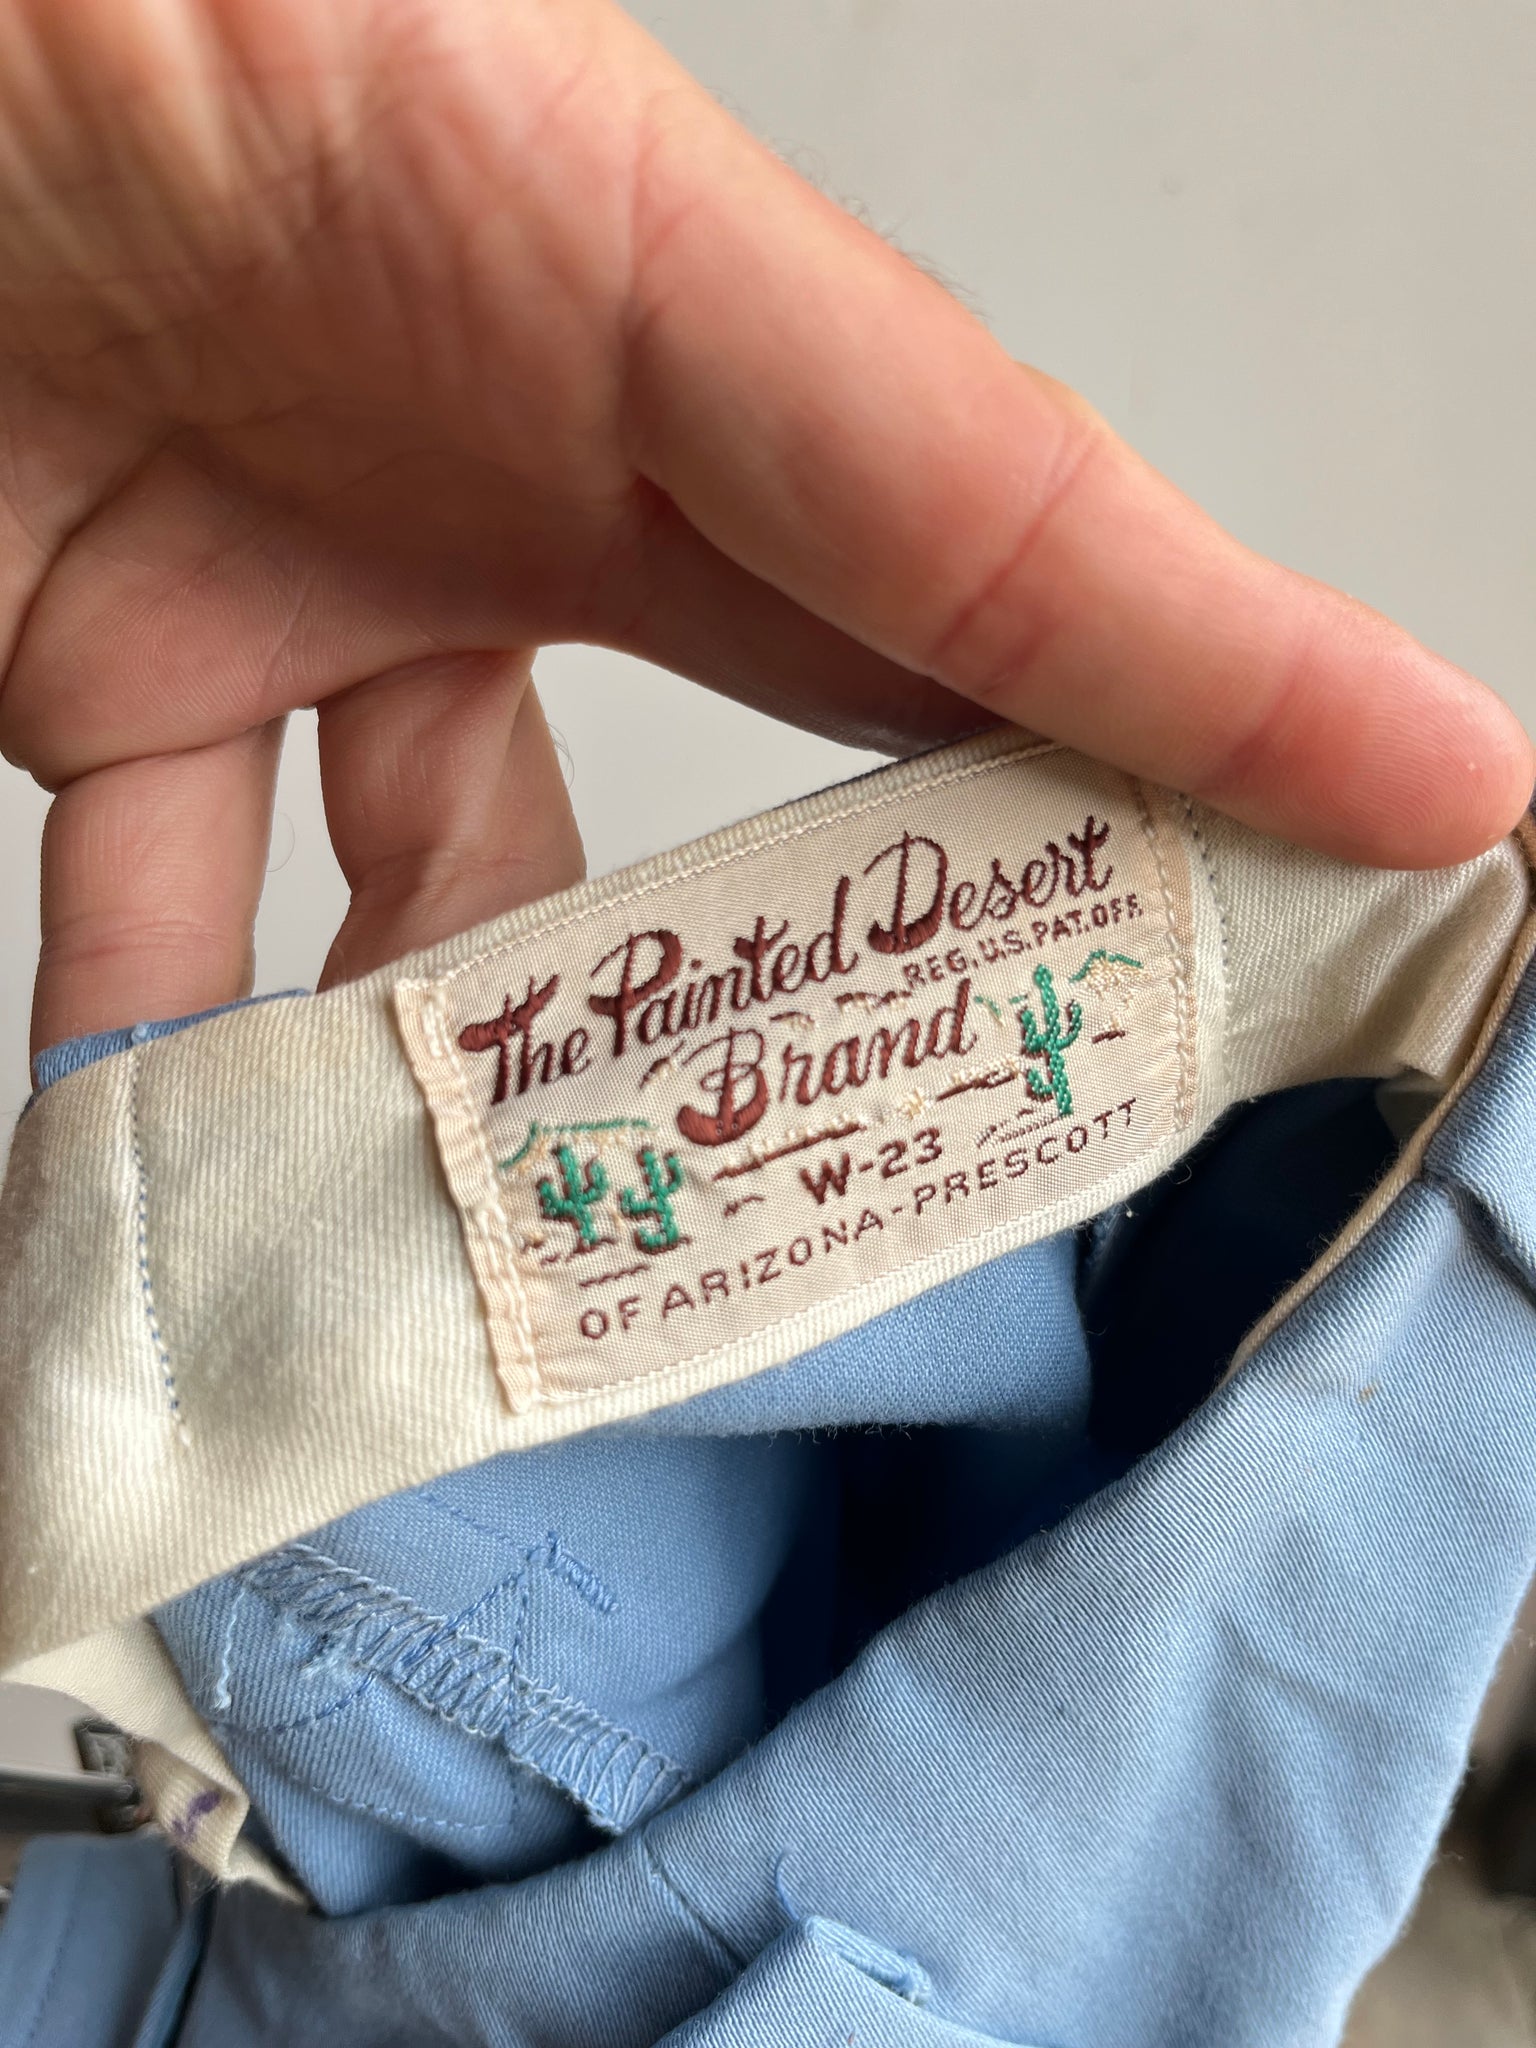 The Painted Desert
REG. U.S. PAT. OFF.
Brand
W-23
OF ARIZONA-PRESCOTT